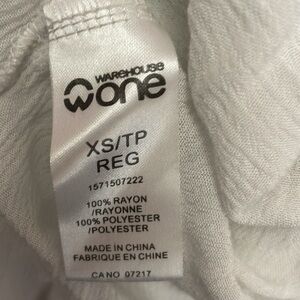 WAREHOUSE
one
XS/TP
REG
1571507222
100% RAYON
/RAYONNE
100% POLYESTER
/POLYESTER
MADE IN CHINA
FABRIQUE EN CHINE
CA NO 07217